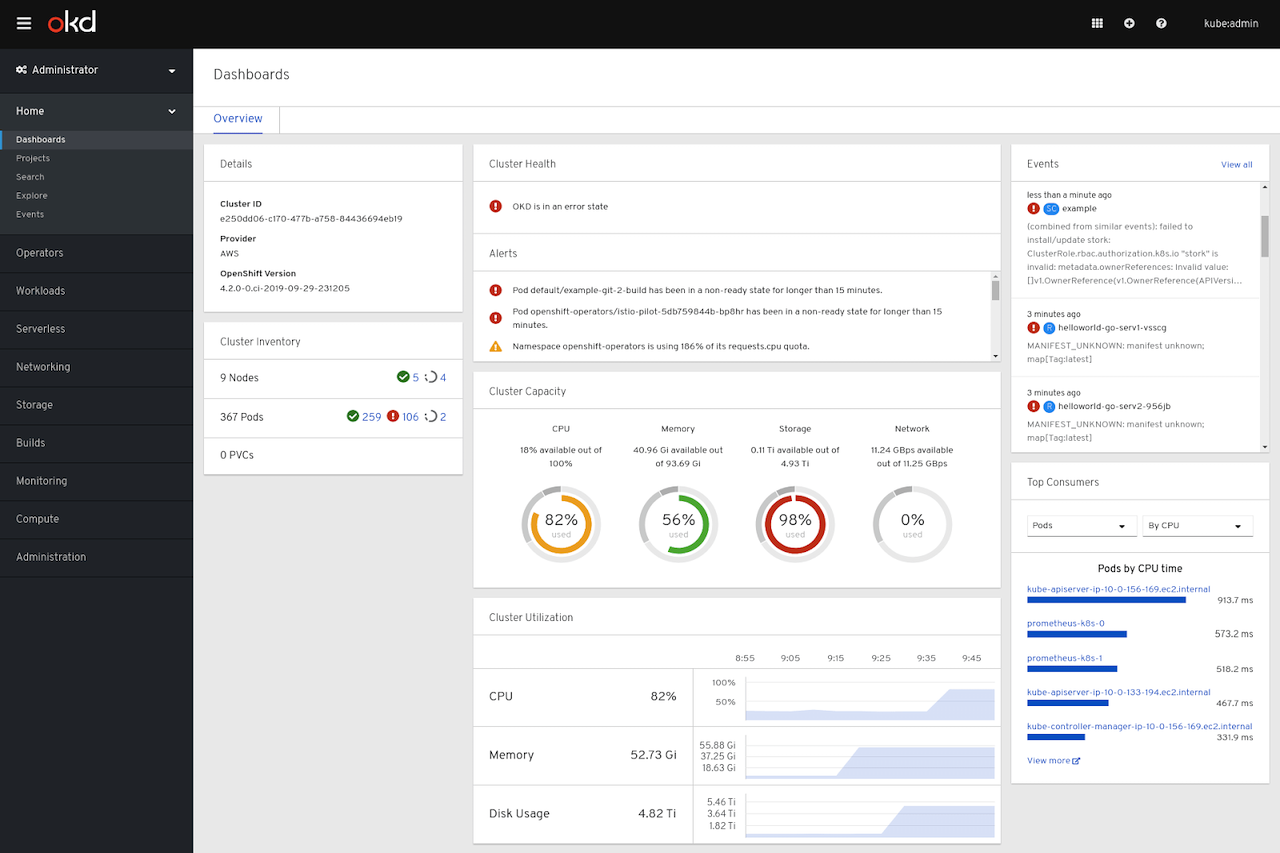 okd
kube:admin
Administrator
Home
Dashboards
Projects
Search
Explore
Events
Operators
Workloads
Serverless
Networking
Storage
Builds
Monitoring
Compute
Administration
Dashboards
Overview
Details
Cluster ID
e250dd06-c170-477b-a758-84436694eb19
Provider
AWS
OpenShift Version
4.2.0-0.ci-2019-09-29-231205
Cluster Inventory
9 Nodes 5 4
367 Pods 259 106 2
0 PVCs
Cluster Health
OKD is in an error state
Alerts
Pod default/example-git-2-build has been in a non-ready state for longer than 15 minutes.
Pod openshift-operators/istio-pilot-5db759844b-bp8hr has been in a non-ready state for longer than 15
minutes.
Namespace openshift-operators is using 186% of its requests.cpu quota.
Cluster Capacity
CPU
18% available out of
100%
82%
used
Memory
40.96 Gi available out
of 93.69 Gi
56%
used
Storage
0.11 Ti available out of
4.93 Ti
98%
used
Network
11.24 GBps available
out of 11.25 GBps
0%
used
Cluster Utilization
8:55 9:05 9:15 9:25 9:35 9:45
CPU 82%
100%
50%
Memory 52.73 Gi
55.88 Gi
37.25 Gi
18.63 Gi
Disk Usage 4.82 Ti
5.46 Ti
3.64 Ti
1.82 Ti
Events View all
less than a minute ago
SC example
(combined from similar events): failed to
install/update stork:
ClusterRole.rbac.authorization.k8s.io "stork" is
invalid: metadata.ownerReferences: Invalid value:
[]v1.OwnerReference{v1.OwnerReference{APIVersi...
3 minutes ago
R helloworld-go-serv1-vsscg
MANIFEST_UNKNOWN: manifest unknown;
map[Tag:latest]
3 minutes ago
R helloworld-go-serv2-956jb
MANIFEST_UNKNOWN: manifest unknown;
map[Tag:latest]
Top Consumers
Pods By CPU
Pods by CPU time
kube-apiserver-ip-10-0-156-169.ec2.internal
913.7 ms
prometheus-k8s-0
573.2 ms
prometheus-k8s-1
518.2 ms
kube-apiserver-ip-10-0-133-194.ec2.internal
467.7 ms
kube-controller-manager-ip-10-0-156-169.ec2.internal
331.9 ms
View more